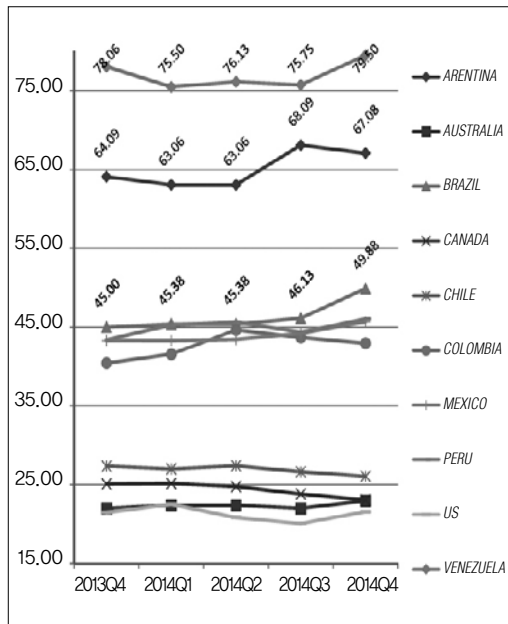 78.06
75.50
76.13
75.75
79.50
75.00
64.09
63.06
63.06
68.09
67.08
65.00
55.00
45.00
45.38
45.38
46.13
49.88
45.00
35.00
25.00
15.00
2013Q4 2014Q1 2014Q2 2014Q3 2014Q4
ARENTINA
AUSTRALIA
BRAZIL
CANADA
CHILE
COLOMBIA
MEXICO
PERU
US
VENEZUELA